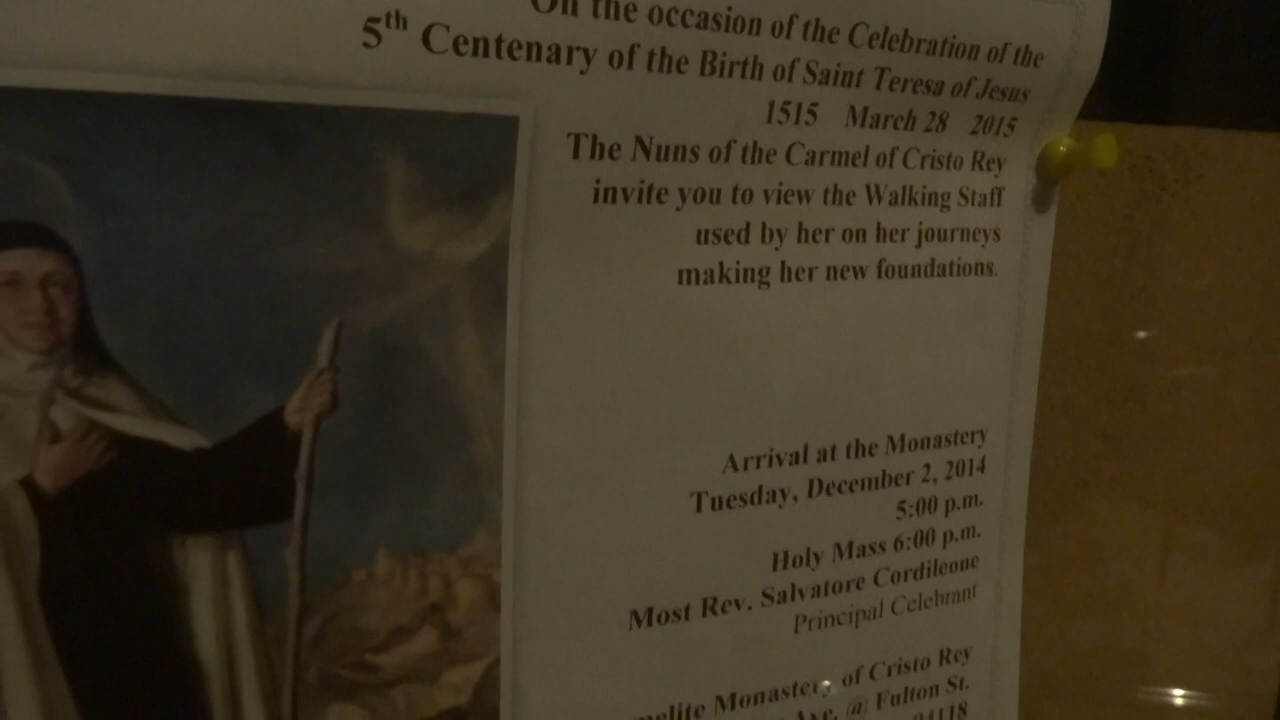 On the occasion of the Celebration of the
5th Centenary of the Birth of Saint Teresa of Jesus
1515 March 28 2015
The Nuns of the Carmel of Cristo Rey
invite you to view the Walking Staff
used by her on her journeys
making her new foundations.
Arrival at the Monastery
Tuesday, December 2, 2014
5:00 p.m.
Holy Mass 6:00 p.m.
Most Rev. Salvatore Cordileone
Principal Celebrant
Monastery of Cristo Rey
Ave. @ Fulton St.
94118